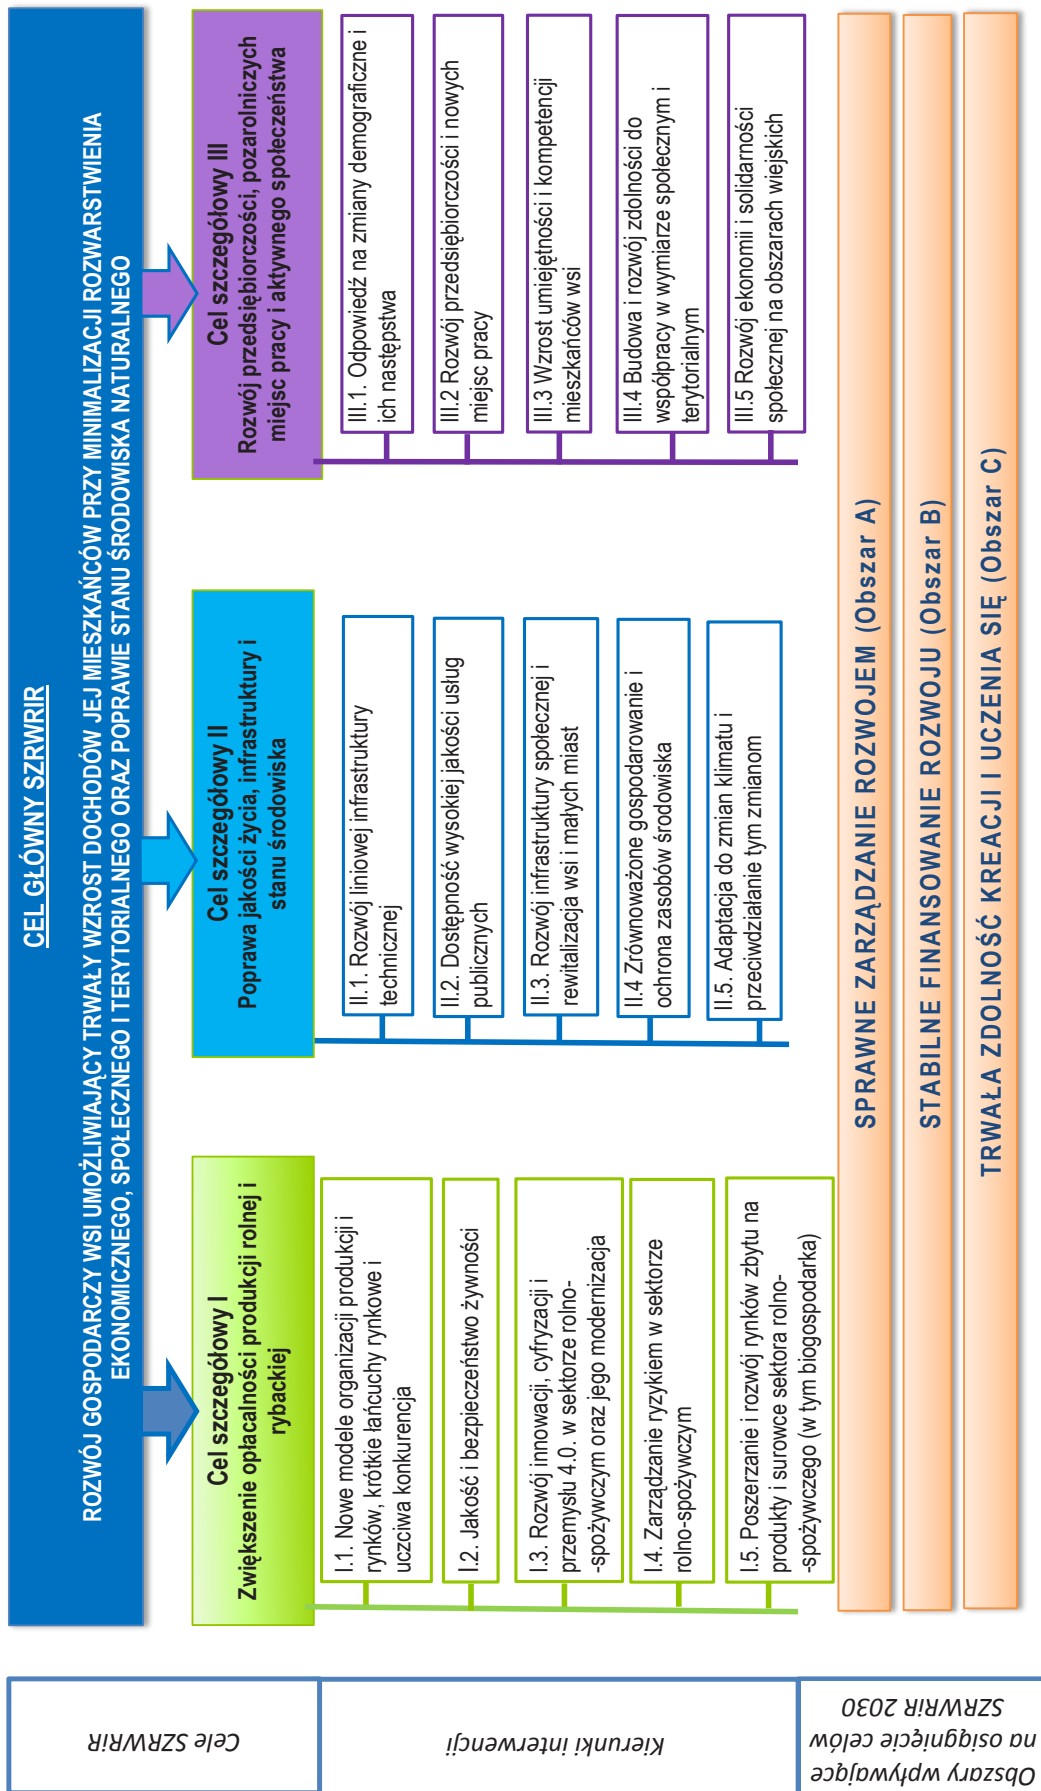 CEL GŁÓWNY SZRWRIR
ROZWÓJ GOSPODARCZY WSI UMOŻLIWIAJĄCY TRWAŁY WZROST DOCHODÓW JEJ MIESZKAŃCÓW PRZY MINIMALIZACJI ROZWARSTWIENIA
EKONOMICZNEGO, SPOŁECZNEGO I TERYTORIALNEGO ORAZ POPRAWIE STANU ŚRODOWISKA NATURALNEGO
Cele SZRWRiR
Cel szczegółowy I
Zwiększenie opłacalności produkcji rolnej i
rybackiej
Cel szczegółowy II
Poprawa jakości życia, infrastruktury i
stanu środowiska
Cel szczegółowy III
Rozwój przedsiębiorczości, pozarolniczych
miejsc pracy i aktywnego społeczeństwa
Kierunki interwencji
I.1. Nowe modele organizacji produkcji i
rynków, krótkie łańcuchy rynkowe i
uczciwa konkurencja
I.2. Jakość i bezpieczeństwo żywności
I.3. Rozwój innowacji, cyfryzacji i
przemysłu 4.0. w sektorze rolno-
-spożywczym oraz jego modernizacja
I.4. Zarządzanie ryzykiem w sektorze
rolno-spożywczym
I.5. Poszerzanie i rozwój rynków zbytu na
produkty i surowce sektora rolno-
-spożywczego (w tym biogospodarka)
II.1. Rozwój liniowej infrastruktury
technicznej
II.2. Dostępność wysokiej jakości usług
publicznych
II.3. Rozwój infrastruktury społecznej i
rewitalizacja wsi i małych miast
II.4 Zrównoważone gospodarowanie i
ochrona zasobów środowiska
II.5. Adaptacja do zmian klimatu i
przeciwdziałanie tym zmianom
III.1. Odpowiedź na zmiany demograficzne i
ich następstwa
III.2 Rozwój przedsiębiorczości i nowych
miejsc pracy
III.3 Wzrost umiejętności i kompetencji
mieszkańców wsi
III.4 Budowa i rozwój zdolności do
współpracy w wymiarze społecznym i
terytorialnym
III.5 Rozwój ekonomii i solidarności
społecznej na obszarach wiejskich
Obszary wpływające
na osiągnięcie celów
SZRWRiR 2030
SPRAWNE ZARZĄDZANIE ROZWOJEM (Obszar A)
STABILNE FINANSOWANIE ROZWOJU (Obszar B)
TRWAŁA ZDOLNOŚĆ KREACJI I UCZENIA SIĘ (Obszar C)